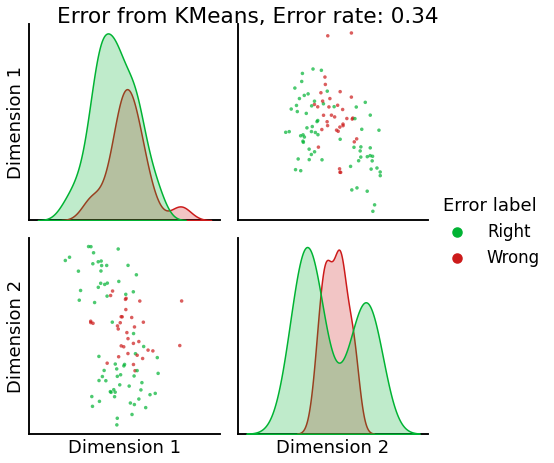 Error from KMeans, Error rate: 0.34
Dimension 1
Error label
Right
Wrong
Dimension 2
Dimension 1
Dimension 2